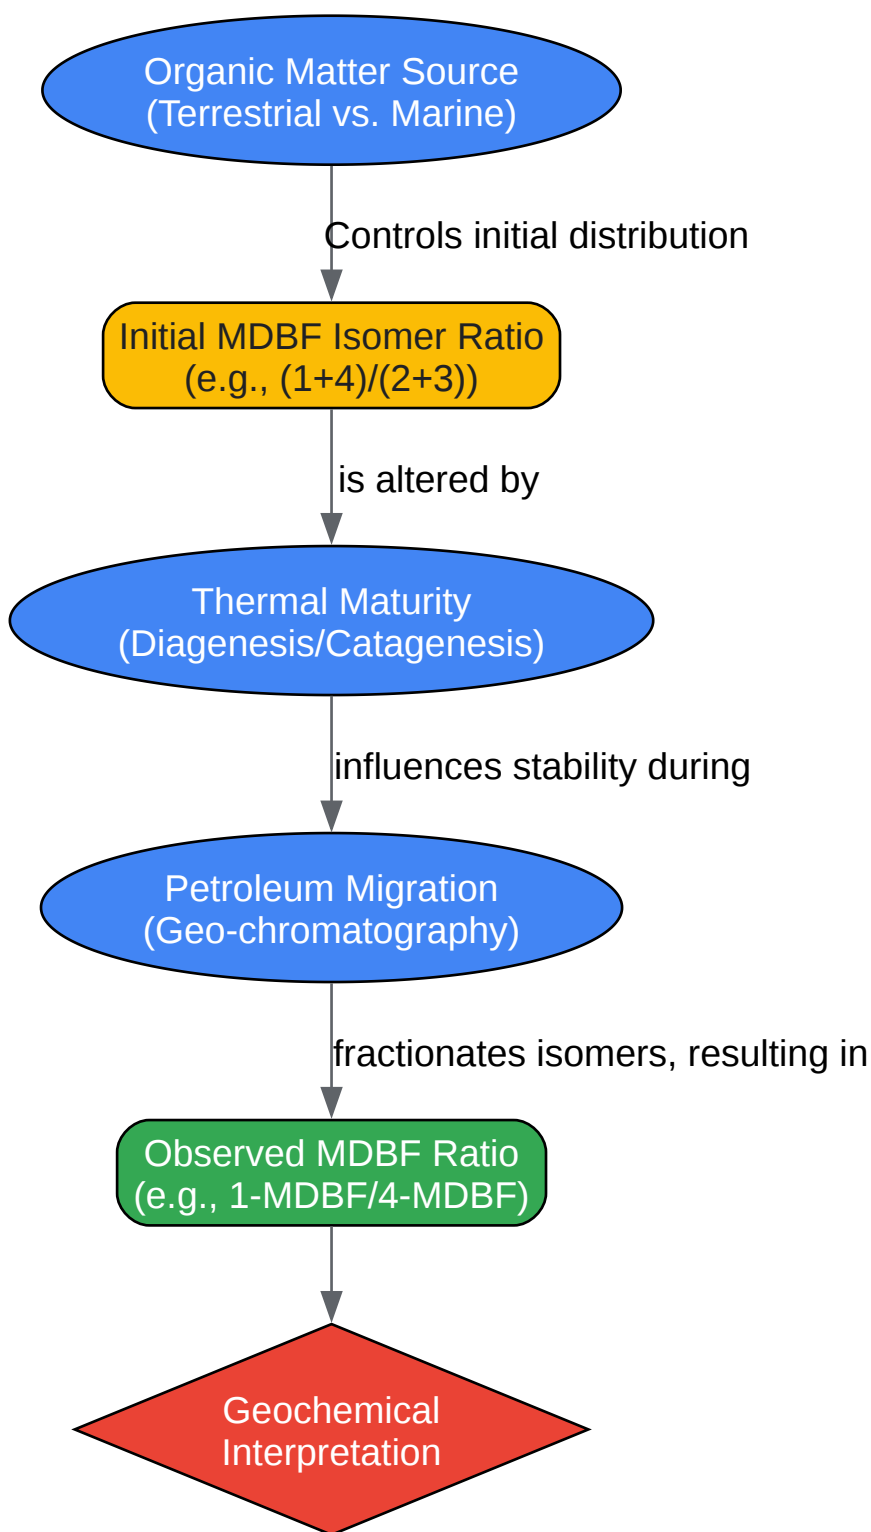 Organic Matter Source
(Terrestrial vs. Marine)
Controls initial distribution
Initial MDBF Isomer Ratio
(e.g., (1+4)/(2+3))
is altered by
Thermal Maturity
(Diagenesis/Catagenesis)
influences stability during
Petroleum Migration
(Geo-chromatography)
fractionates isomers, resulting in
Observed MDBF Ratio
(e.g., 1-MDBF/4-MDBF)
Geochemical
Interpretation